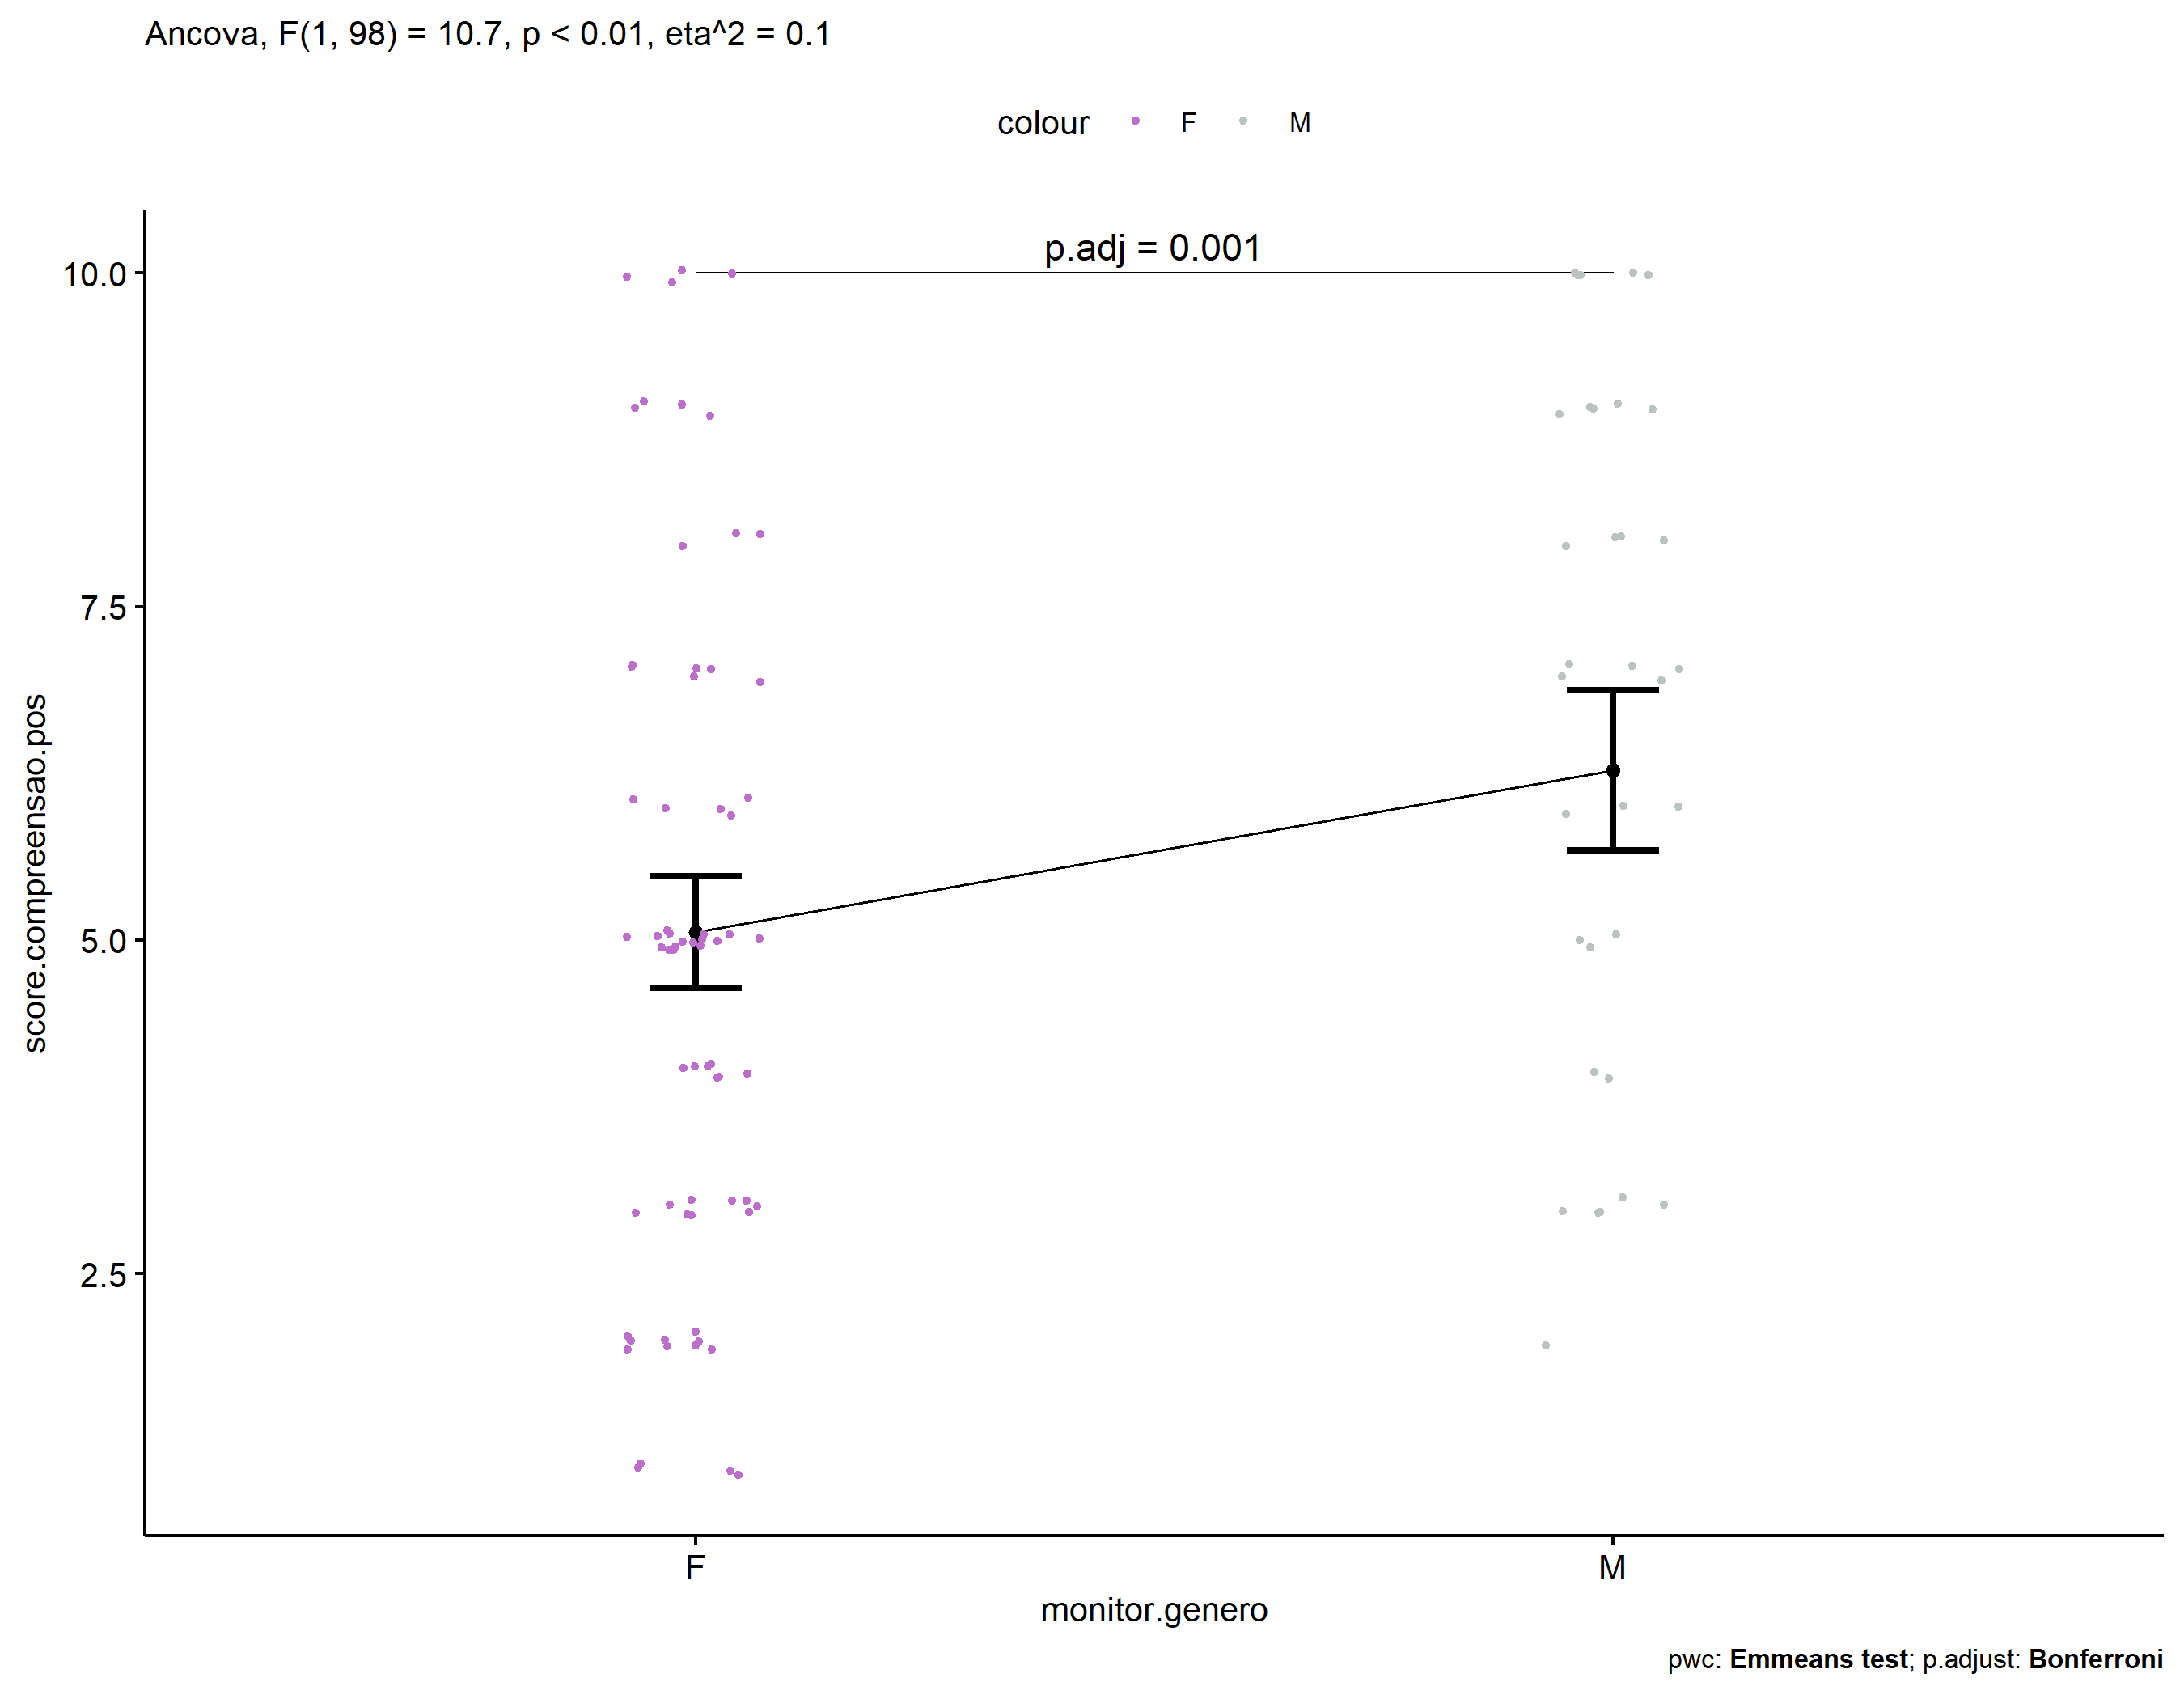 Ancova, F(1, 98) = 10.7, p < 0.01, eta^2 = 0.1
colour F M
p.adj = 0.001
10.0
7.5
5.0
2.5
score.compreensao.pos
F M
monitor.genero
pwc: Emmeans test; p.adjust: Bonferroni